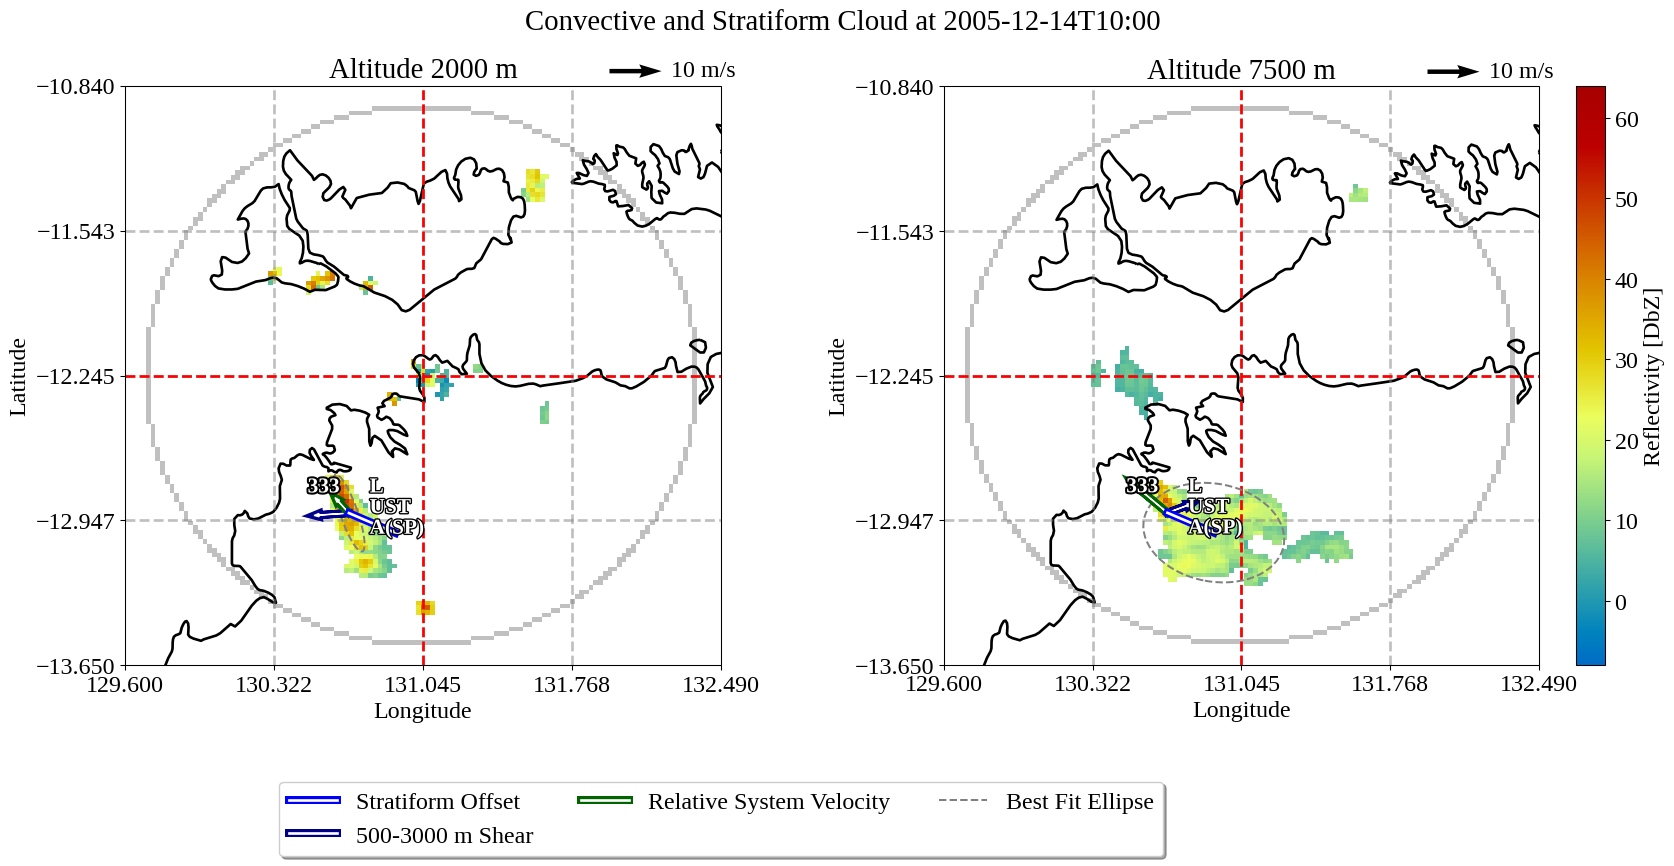 Convective and Stratiform Cloud at 2005-12-14T10:00
Altitude 2000 m
10 m/s
−10.840
−11.543
−12.245
−12.947
−13.650
129.600
130.322
131.045
131.768
132.490
Latitude
Longitude
333
L
UST
A(SP)
Altitude 7500 m
10 m/s
−10.840
−11.543
−12.245
−12.947
−13.650
129.600
130.322
131.045
131.768
132.490
Latitude
Longitude
333
L
UST
A(SP)
60
50
40
30
20
10
0
Reflectivity [DbZ]
Stratiform Offset
500-3000 m Shear
Relative System Velocity
Best Fit Ellipse